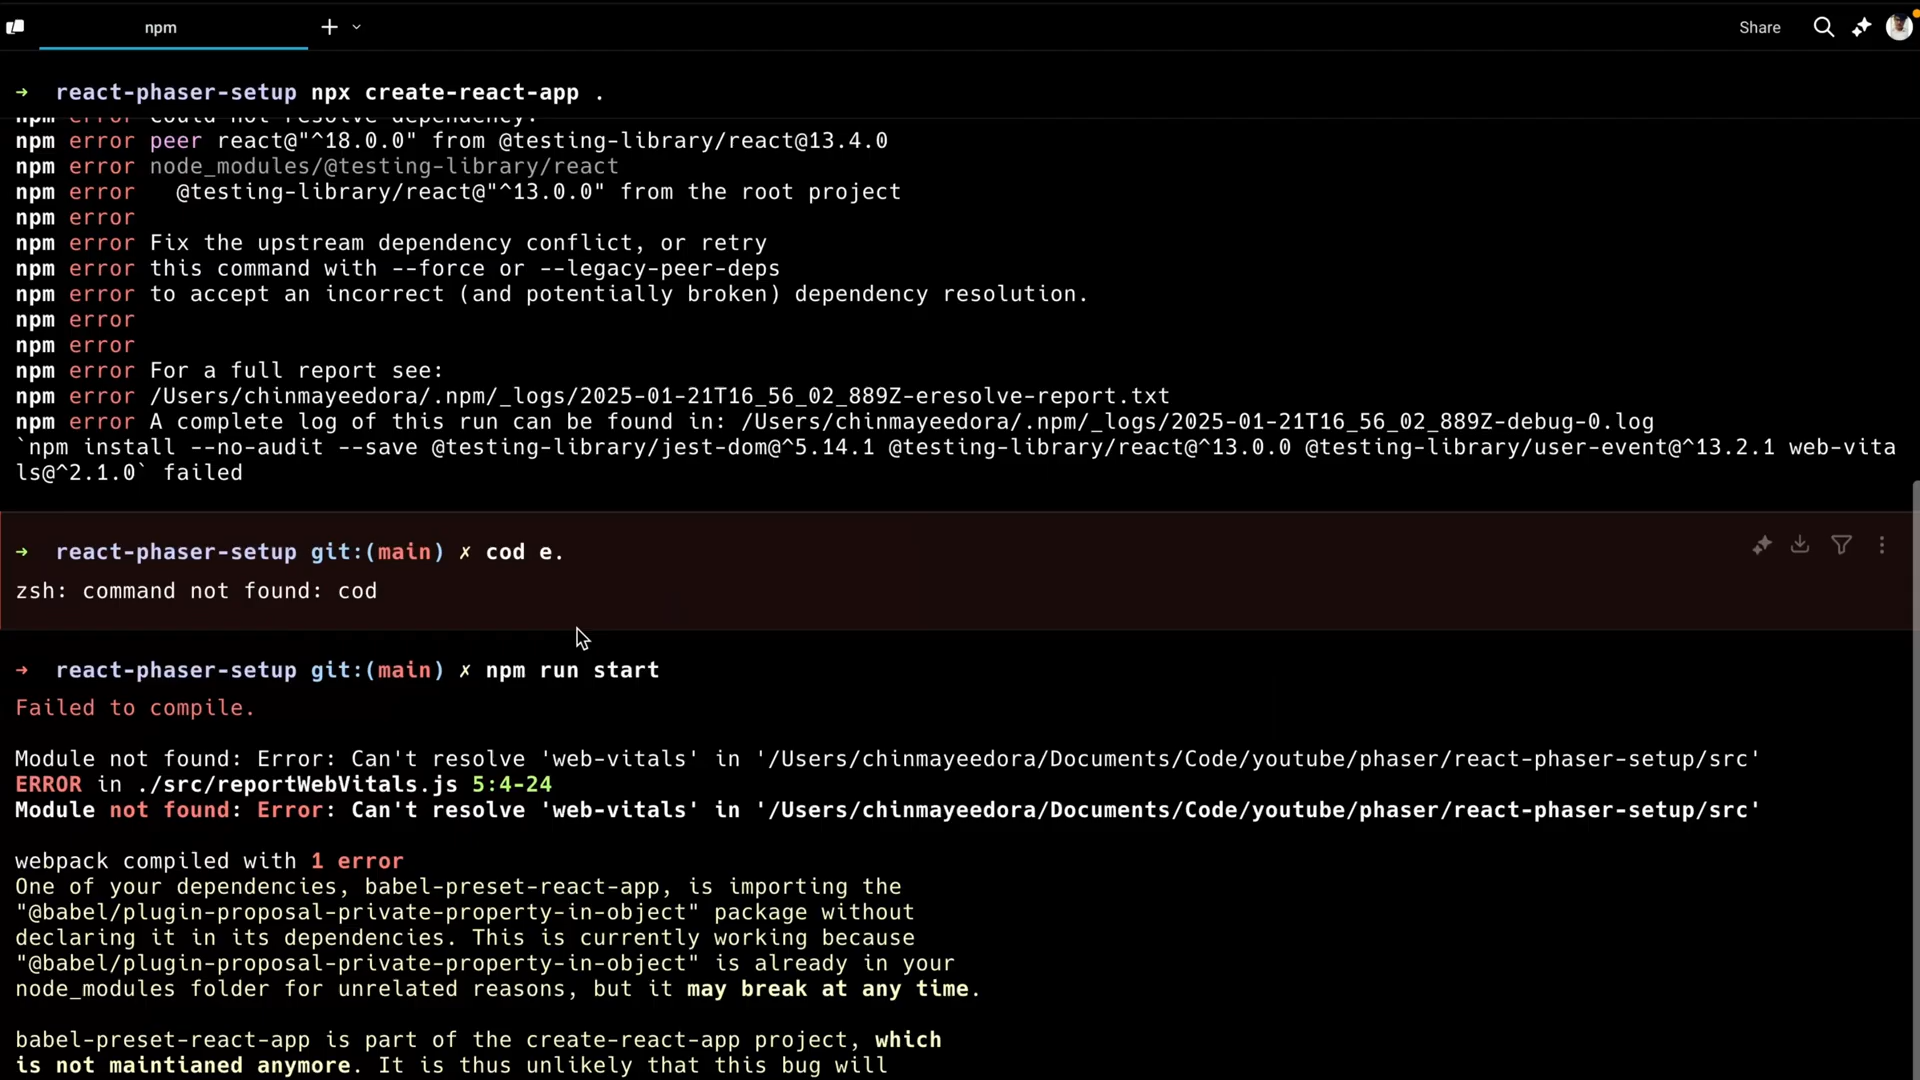 npm
Share
➜ react-phaser-setup npx create-react-app .
npm error could not resolve dependency:
npm error peer react@"^18.0.0" from @testing-library/react@13.4.0
npm error node_modules/@testing-library/react
npm error   @testing-library/react@"^13.0.0" from the root project
npm error
npm error Fix the upstream dependency conflict, or retry
npm error this command with --force or --legacy-peer-deps
npm error to accept an incorrect (and potentially broken) dependency resolution.
npm error
npm error
npm error For a full report see:
npm error /Users/chinmayeedora/.npm/_logs/2025-01-21T16_56_02_889Z-eresolve-report.txt
npm error A complete log of this run can be found in: /Users/chinmayeedora/.npm/_logs/2025-01-21T16_56_02_889Z-debug-0.log
`npm install --no-audit --save @testing-library/jest-dom@^5.14.1 @testing-library/react@^13.0.0 @testing-library/user-event@^13.2.1 web-vita
ls@^2.1.0` failed
➜ react-phaser-setup git:(main) ✗ cod e.
zsh: command not found: cod
➜ react-phaser-setup git:(main) ✗ npm run start
Failed to compile.
Module not found: Error: Can't resolve 'web-vitals' in '/Users/chinmayeedora/Documents/Code/youtube/phaser/react-phaser-setup/src'
ERROR in ./src/reportWebVitals.js 5:4-24
Module not found: Error: Can't resolve 'web-vitals' in '/Users/chinmayeedora/Documents/Code/youtube/phaser/react-phaser-setup/src'
webpack compiled with 1 error
One of your dependencies, babel-preset-react-app, is importing the
"@babel/plugin-proposal-private-property-in-object" package without
declaring it in its dependencies. This is currently working because
"@babel/plugin-proposal-private-property-in-object" is already in your
node_modules folder for unrelated reasons, but it may break at any time.
babel-preset-react-app is part of the create-react-app project, which
is not maintianed anymore. It is thus unlikely that this bug will